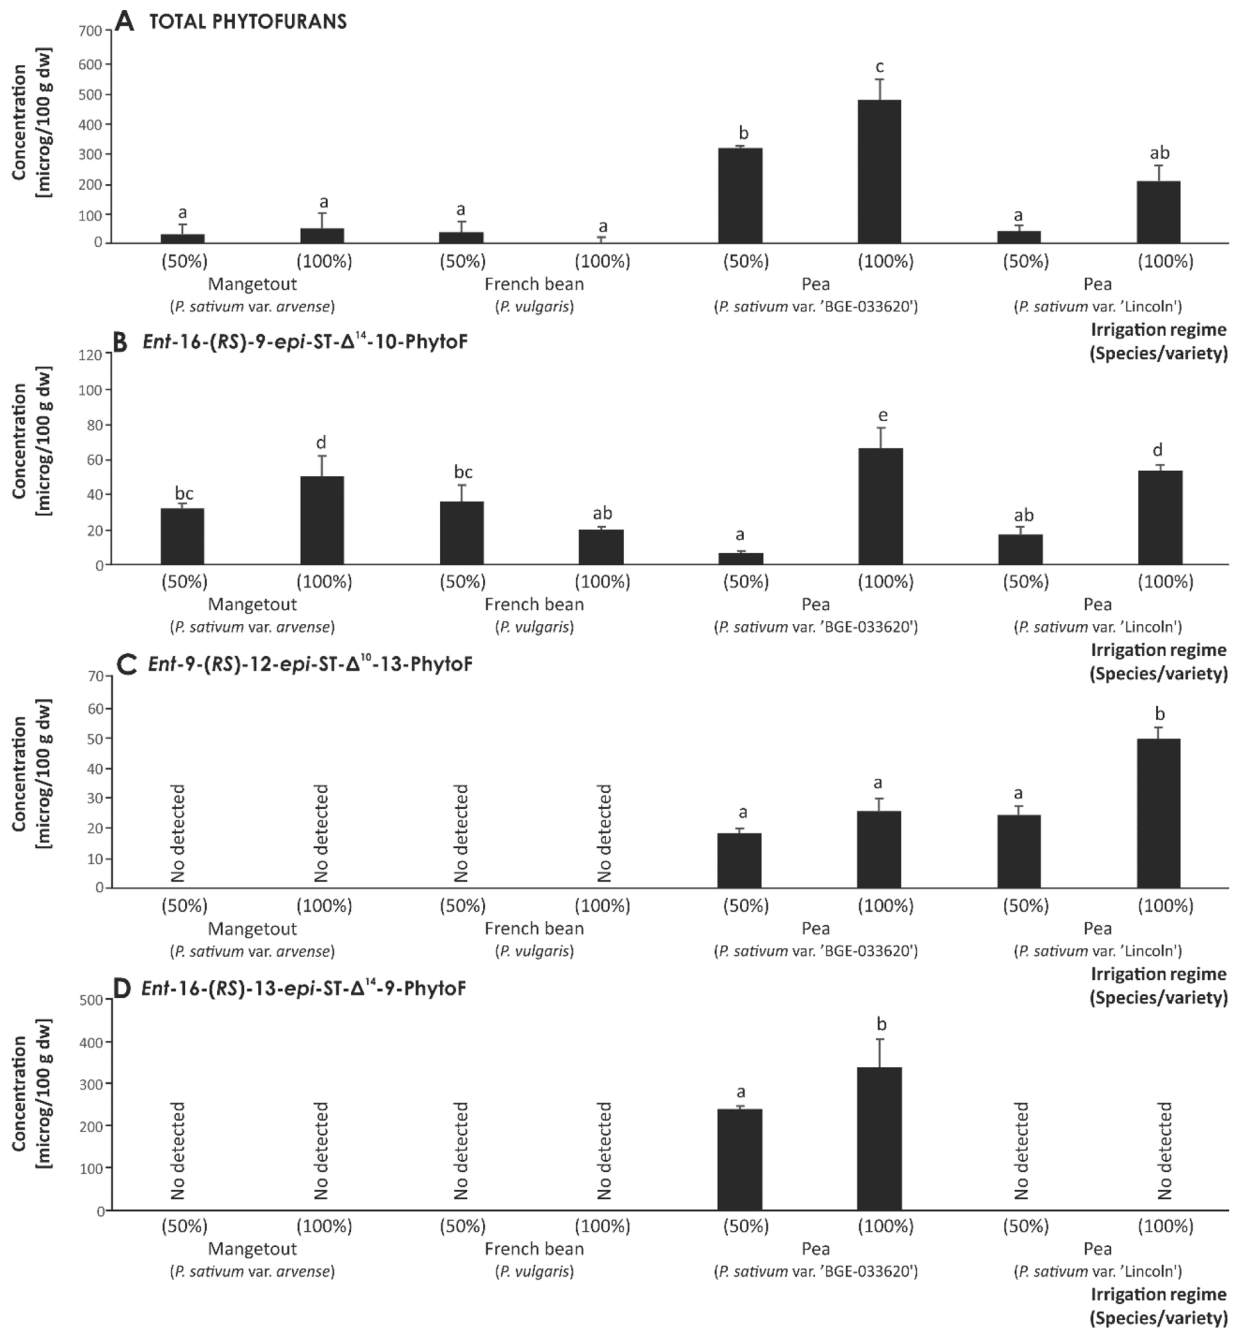 A TOTAL PHYTOFURANS
Concentration
[microg/100 g dw]
700
600
500
400
300
200
100
0
a a a a b c a ab
(50%) (100%) (50%) (100%) (50%) (100%) (50%) (100%)
Mangetout French bean Pea Pea
(P. sativum var. arvense) (P. vulgaris) (P. sativum var. 'BGE-033620') (P. sativum var. 'Lincoln')
Irrigation regime
(Species/variety)
B Ent-16-(RS)-9-epi-ST-Δ¹⁴-10-PhytoF
Concentration
[microg/100 g dw]
120
100
80
60
40
20
0
bc d bc ab a e ab d
(50%) (100%) (50%) (100%) (50%) (100%) (50%) (100%)
Mangetout French bean Pea Pea
(P. sativum var. arvense) (P. vulgaris) (P. sativum var. 'BGE-033620') (P. sativum var. 'Lincoln')
Irrigation regime
(Species/variety)
C Ent-9-(RS)-12-epi-ST-Δ¹⁰-13-PhytoF
Concentration
[microg/100 g dw]
70
60
50
40
30
20
10
0
No detected No detected No detected No detected a a a b
(50%) (100%) (50%) (100%) (50%) (100%) (50%) (100%)
Mangetout French bean Pea Pea
(P. sativum var. arvense) (P. vulgaris) (P. sativum var. 'BGE-033620') (P. sativum var. 'Lincoln')
Irrigation regime
(Species/variety)
D Ent-16-(RS)-13-epi-ST-Δ¹⁴-9-PhytoF
Concentration
[microg/100 g dw]
500
400
300
200
100
0
No detected No detected No detected No detected a b No detected No detected
(50%) (100%) (50%) (100%) (50%) (100%) (50%) (100%)
Mangetout French bean Pea Pea
(P. sativum var. arvense) (P. vulgaris) (P. sativum var. 'BGE-033620') (P. sativum var. 'Lincoln')
Irrigation regime
(Species/variety)